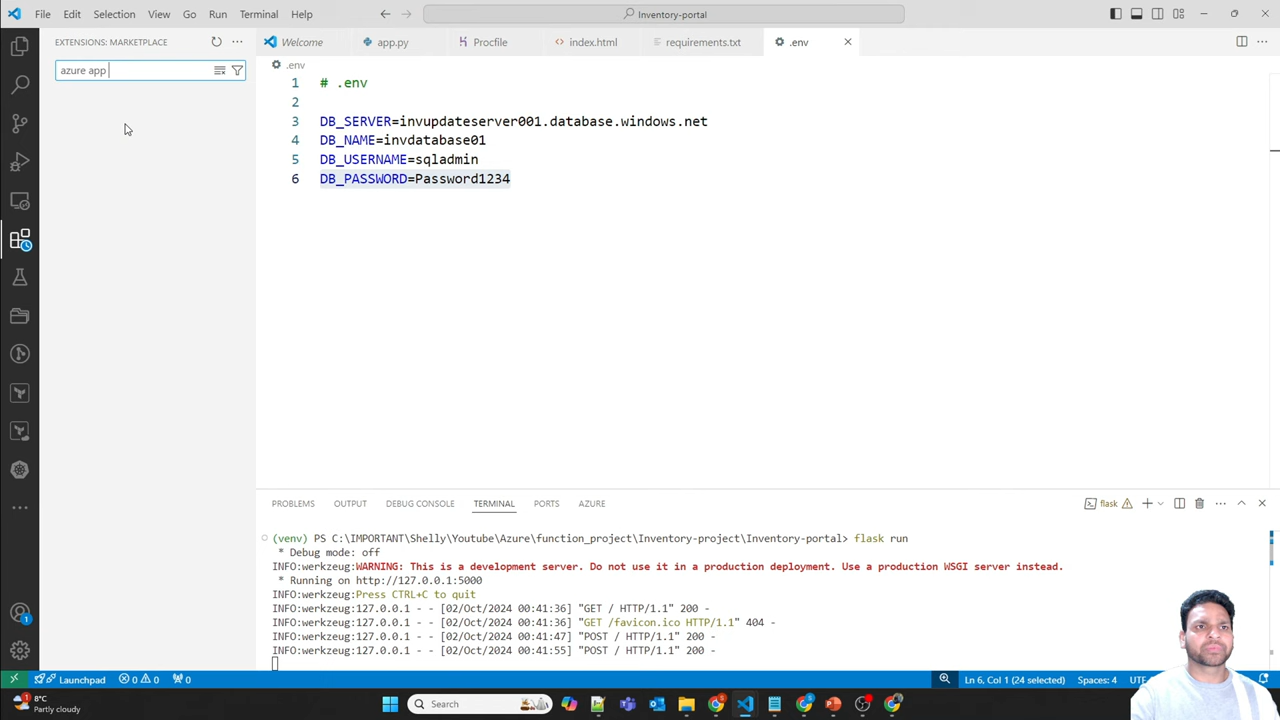 File Edit Selection View Go Run Terminal Help
Inventory-portal
EXTENSIONS: MARKETPLACE
azure app
Welcome app.py Procfile index.html requirements.txt .env
.env
1 # .env
2
3 DB_SERVER=invupdateserver001.database.windows.net
4 DB_NAME=invdatabase01
5 DB_USERNAME=sqladmin
6 DB_PASSWORD=Password1234
PROBLEMS OUTPUT DEBUG CONSOLE TERMINAL PORTS AZURE
flask
(venv) PS C:\IMPORTANT\Shelly\Youtube\Azure\function_project\Inventory-project\Inventory-portal> flask run
* Debug mode: off
INFO:werkzeug:WARNING: This is a development server. Do not use it in a production deployment. Use a production WSGI server instead.
* Running on http://127.0.0.1:5000
INFO:werkzeug:Press CTRL+C to quit
INFO:werkzeug:127.0.0.1 - - [02/Oct/2024 00:41:36] "GET / HTTP/1.1" 200 -
INFO:werkzeug:127.0.0.1 - - [02/Oct/2024 00:41:36] "GET /favicon.ico HTTP/1.1" 404 -
INFO:werkzeug:127.0.0.1 - - [02/Oct/2024 00:41:47] "POST / HTTP/1.1" 200 -
INFO:werkzeug:127.0.0.1 - - [02/Oct/2024 00:41:55] "POST / HTTP/1.1" 200 -
1
Launchpad 0 0 0 Ln 6, Col 1 (24 selected) Spaces: 4
8°C
Partly cloudy
Search